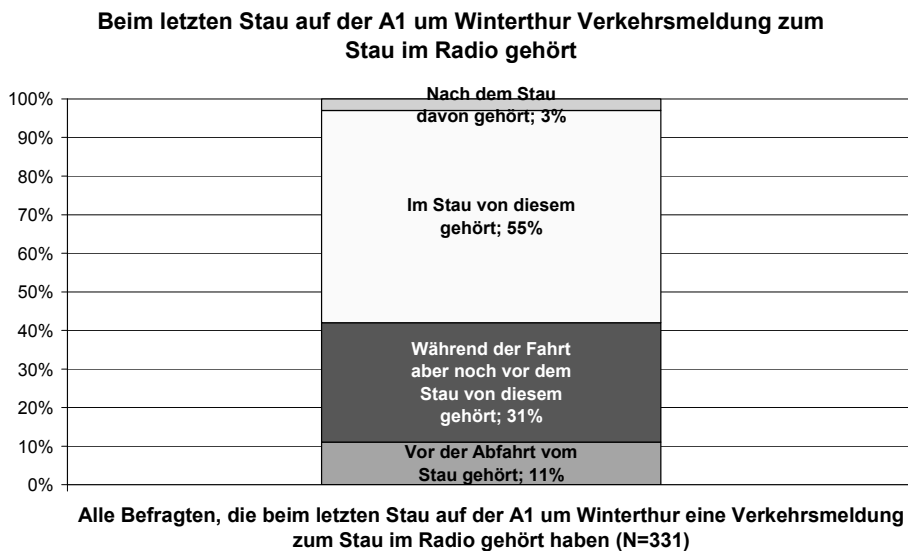 Beim letzten Stau auf der A1 um Winterthur Verkehrsmeldung zum
Stau im Radio gehört
100%
90%
80%
70%
60%
50%
40%
30%
20%
10%
0%
Nach dem Stau
davon gehört; 3%
Im Stau von diesem
gehört; 55%
Während der Fahrt
aber noch vor dem
Stau von diesem
gehört; 31%
Vor der Abfahrt vom
Stau gehört; 11%
Alle Befragten, die beim letzten Stau auf der A1 um Winterthur eine Verkehrsmeldung
zum Stau im Radio gehört haben (N=331)